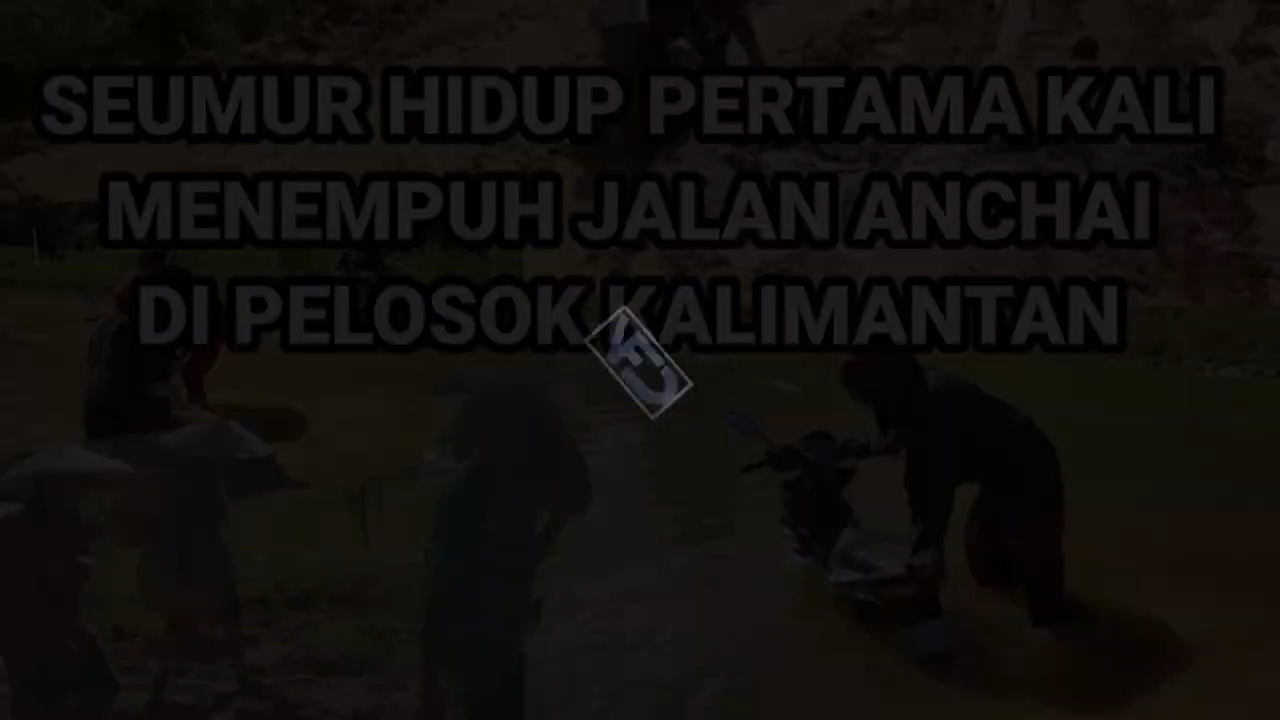 SEUMUR HIDUP PERTAMA KALI
MENEMPUH JALAN ANCHAI
DI PELOSOK KALIMANTAN